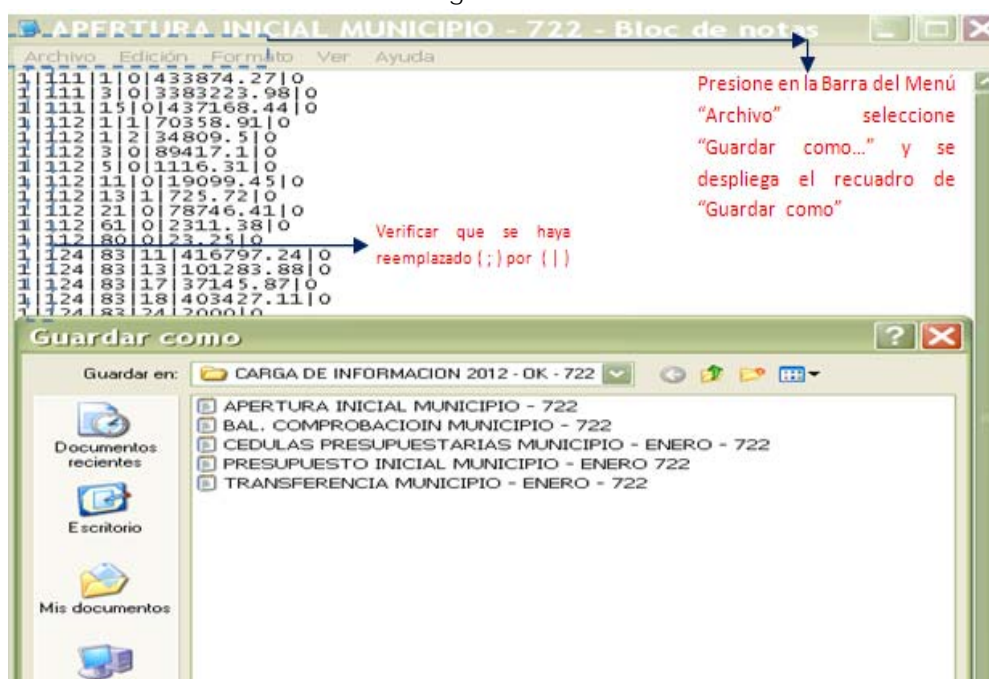 APERTURA INICIAL MUNICIPIO - 722 - Bloc de notas
Archivo Edición Formato Ver Ayuda
1|111|1|0|433874.27|0
1|111|3|0|3383223.98|0
1|111|15|0|437168.44|0
1|112|1|1|70358.91|0
1|112|1|2|34809.5|0
1|112|3|0|89417.1|0
1|112|5|0|1116.31|0
1|112|11|0|19099.45|0
1|112|13|1|725.72|0
1|112|21|0|78746.41|0
1|112|61|0|2311.38|0
1|112|80|0|23.25|0
1|124|83|11|416797.24|0
1|124|83|13|101283.88|0
1|124|83|17|37145.87|0
1|124|83|18|403427.11|0
1|124|83|24|2000|0
Presione en la Barra del Menú
“Archivo” seleccione
“Guardar como...” y se
despliega el recuadro de
“Guardar como”
Verificar que se haya
reemplazado ( ; ) por ( | )
Guardar como
Guardar en:
CARGA DE INFORMACION 2012 - OK - 722
Documentos
recientes
Escritorio
Mis documentos
APERTURA INICIAL MUNICIPIO - 722
BAL. COMPROBACIOIN MUNICIPIO - 722
CEDULAS PRESUPUESTARIAS MUNICIPIO - ENERO - 722
PRESUPUESTO INICIAL MUNICIPIO - ENERO 722
TRANSFERENCIA MUNICIPIO - ENERO - 722